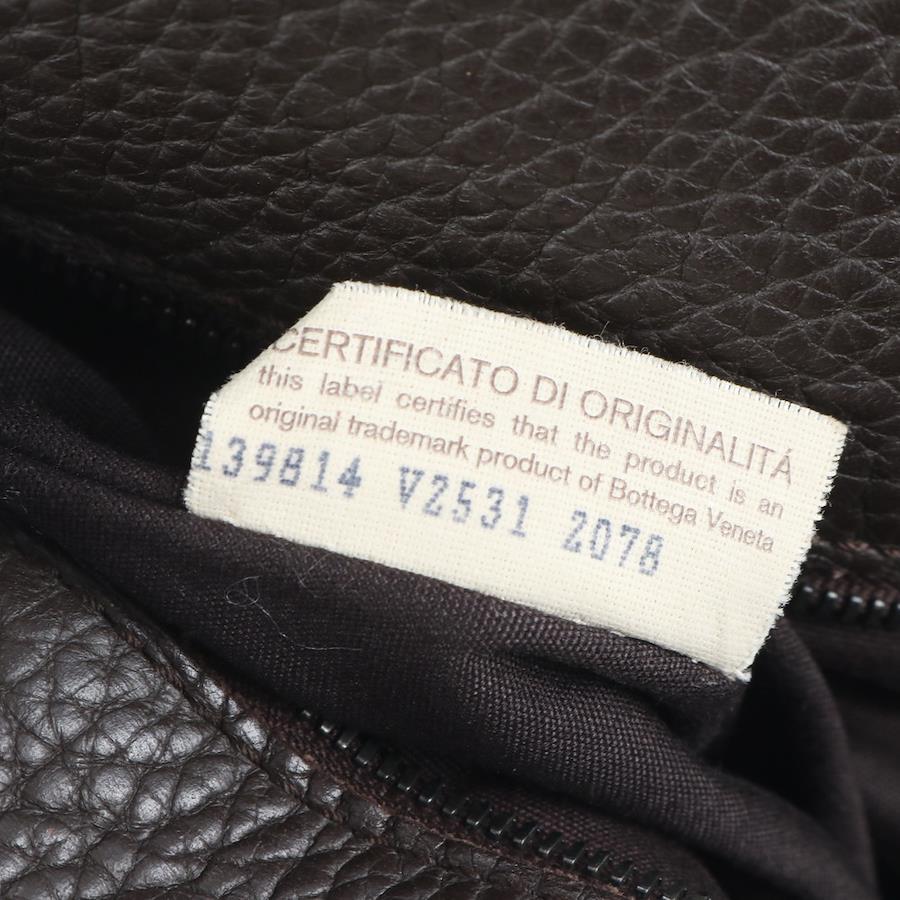 CERTIFICATO DI ORIGINALITÁ
this label certifies that the product is an
original trademark product of Bottega Veneta
139814 V2531 2078